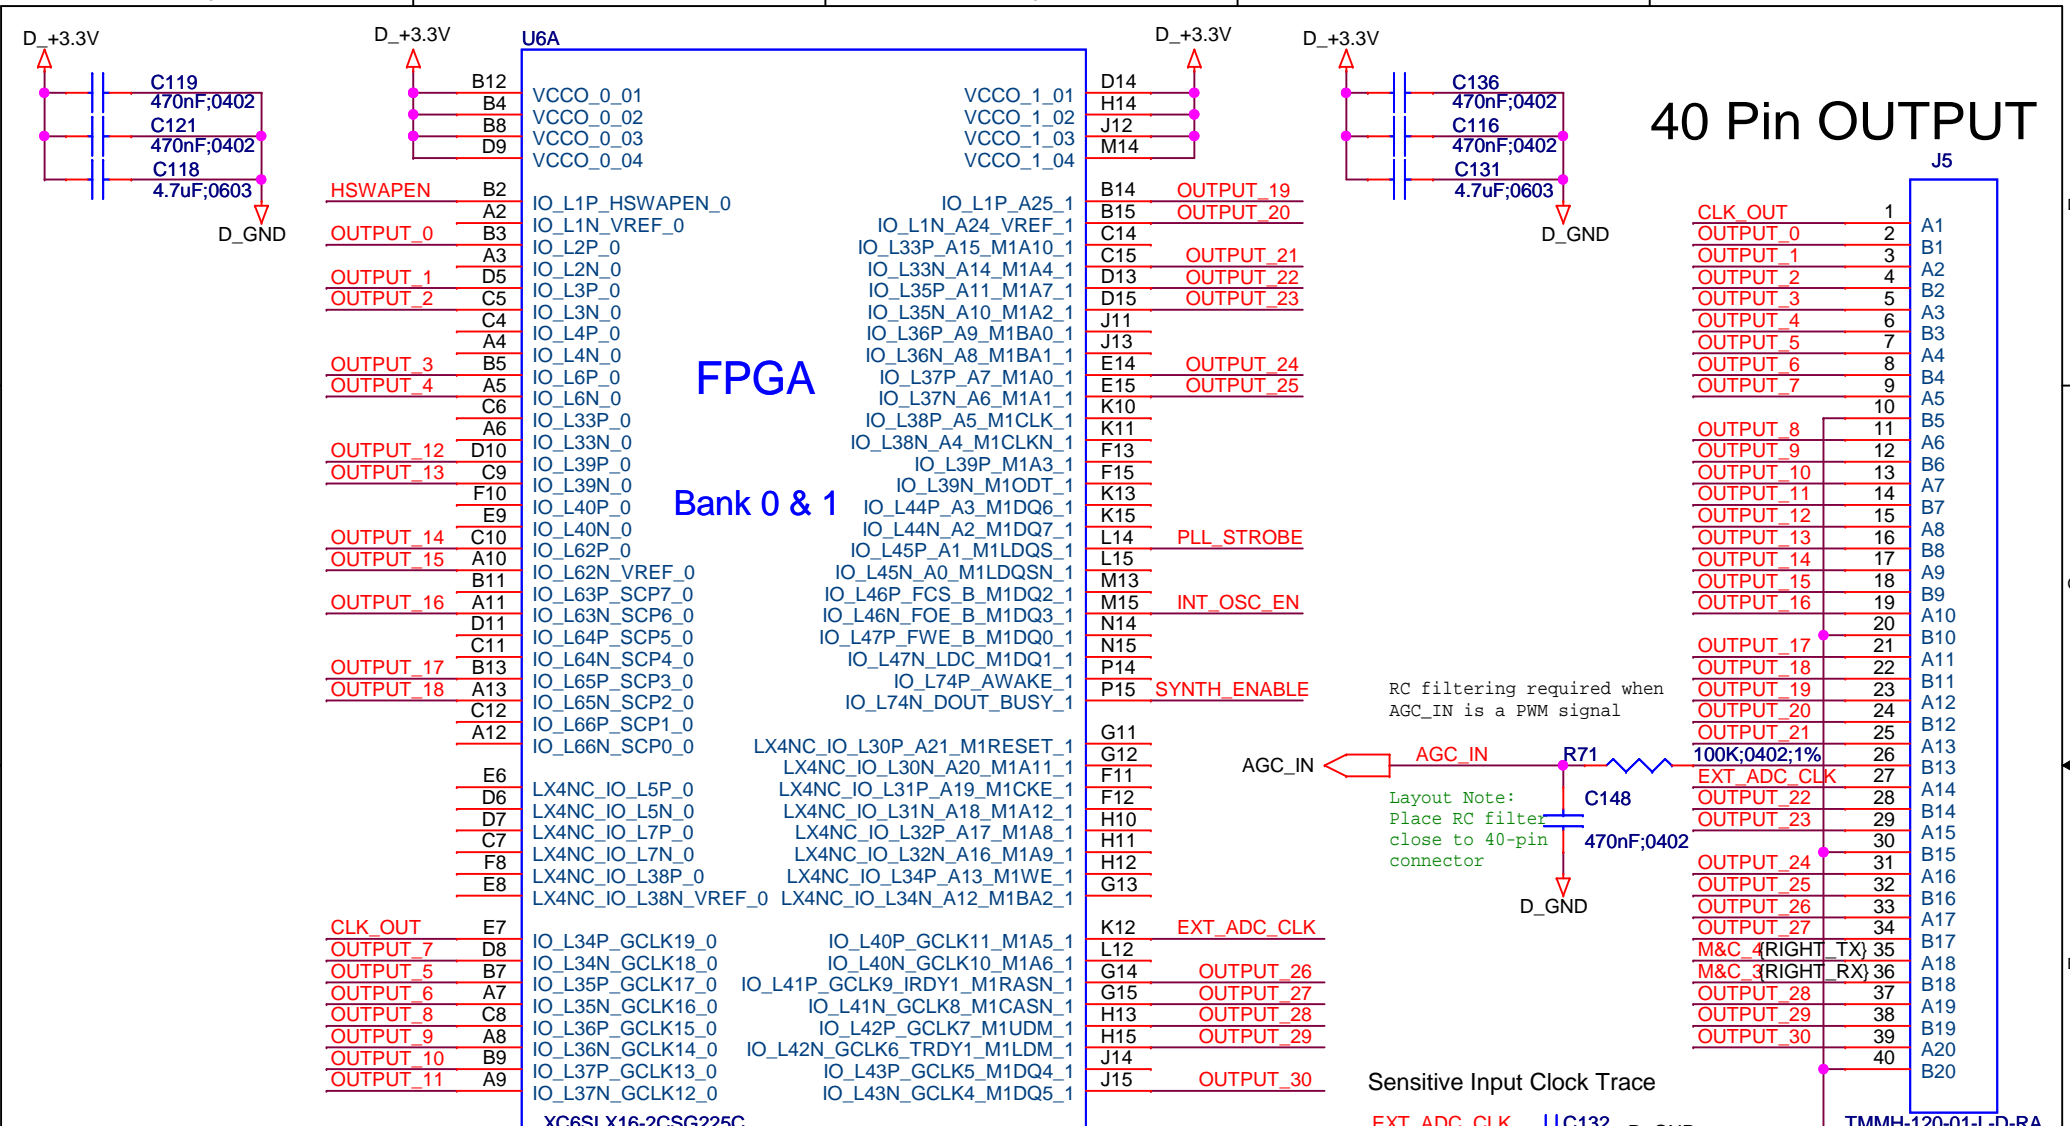 D_+3.3V
C119
470nF;0402
C121
470nF;0402
C118
4.7uF;0603
D_GND
D_+3.3V
U6A
B12 VCCO_0_01
B4 VCCO_0_02
B8 VCCO_0_03
D9 VCCO_0_04
HSWAPEN B2 IO_L1P_HSWAPEN_0
A2 IO_L1N_VREF_0
OUTPUT_0 B3 IO_L2P_0
A3 IO_L2N_0
OUTPUT_1 D5 IO_L3P_0
OUTPUT_2 C5 IO_L3N_0
C4 IO_L4P_0
A4 IO_L4N_0
OUTPUT_3 B5 IO_L6P_0
OUTPUT_4 A5 IO_L6N_0
C6 IO_L33P_0
A6 IO_L33N_0
OUTPUT_12 D10 IO_L39P_0
OUTPUT_13 C9 IO_L39N_0
F10 IO_L40P_0
E9 IO_L40N_0
OUTPUT_14 C10 IO_L62P_0
OUTPUT_15 A10 IO_L62N_VREF_0
B11 IO_L63P_SCP7_0
OUTPUT_16 A11 IO_L63N_SCP6_0
D11 IO_L64P_SCP5_0
C11 IO_L64N_SCP4_0
OUTPUT_17 B13 IO_L65P_SCP3_0
OUTPUT_18 A13 IO_L65N_SCP2_0
C12 IO_L66P_SCP1_0
A12 IO_L66N_SCP0_0
E6 LX4NC_IO_L5P_0
D6 LX4NC_IO_L5N_0
D7 LX4NC_IO_L7P_0
C7 LX4NC_IO_L7N_0
F8 LX4NC_IO_L38P_0
E8 LX4NC_IO_L38N_VREF_0
CLK_OUT E7 IO_L34P_GCLK19_0
OUTPUT_7 D8 IO_L34N_GCLK18_0
OUTPUT_5 B7 IO_L35P_GCLK17_0
OUTPUT_6 A7 IO_L35N_GCLK16_0
OUTPUT_8 C8 IO_L36P_GCLK15_0
OUTPUT_9 A8 IO_L36N_GCLK14_0
OUTPUT_10 B9 IO_L37P_GCLK13_0
OUTPUT_11 A9 IO_L37N_GCLK12_0
XC6SLX16-2CSG225C
FPGA
Bank 0 & 1
D_+3.3V
VCCO_1_01 D14
VCCO_1_02 H14
VCCO_1_03 J12
VCCO_1_04 M14
IO_L1P_A25_1 B14 OUTPUT_19
IO_L1N_A24_VREF_1 B15 OUTPUT_20
IO_L33P_A15_M1A10_1 C14
IO_L33N_A14_M1A4_1 C15 OUTPUT_21
IO_L35P_A11_M1A7_1 D13 OUTPUT_22
IO_L35N_A10_M1A2_1 D15 OUTPUT_23
IO_L36P_A9_M1BA0_1 J11
IO_L36N_A8_M1BA1_1 J13
IO_L37P_A7_M1A0_1 E14 OUTPUT_24
IO_L37N_A6_M1A1_1 E15 OUTPUT_25
IO_L38P_A5_M1CLK_1 K10
IO_L38N_A4_M1CLKN_1 K11
IO_L39P_M1A3_1 F13
IO_L39N_M1ODT_1 F15
IO_L44P_A3_M1DQ6_1 K13
IO_L44N_A2_M1DQ7_1 K15
IO_L45P_A1_M1LDQS_1 L14 PLL_STROBE
IO_L45N_A0_M1LDQSN_1 L15
IO_L46P_FCS_B_M1DQ2_1 M13
IO_L46N_FOE_B_M1DQ3_1 M15 INT_OSC_EN
IO_L47P_FWE_B_M1DQ0_1 N14
IO_L47N_LDC_M1DQ1_1 N15
IO_L74P_AWAKE_1 P14
IO_L74N_DOUT_BUSY_1 P15 SYNTH_ENABLE
LX4NC_IO_L30P_A21_M1RESET_1 G11
LX4NC_IO_L30N_A20_M1A11_1 G12
LX4NC_IO_L31P_A19_M1CKE_1 F11
LX4NC_IO_L31N_A18_M1A12_1 F12
LX4NC_IO_L32P_A17_M1A8_1 H10
LX4NC_IO_L32N_A16_M1A9_1 H11
LX4NC_IO_L34P_A13_M1WE_1 H12
LX4NC_IO_L34N_A12_M1BA2_1 G13
IO_L40P_GCLK11_M1A5_1 K12 EXT_ADC_CLK
IO_L40N_GCLK10_M1A6_1 L12
IO_L41P_GCLK9_IRDY1_M1RASN_1 G14 OUTPUT_26
IO_L41N_GCLK8_M1CASN_1 G15 OUTPUT_27
IO_L42P_GCLK7_M1UDM_1 H13 OUTPUT_28
IO_L42N_GCLK6_TRDY1_M1LDM_1 H15 OUTPUT_29
IO_L43P_GCLK5_M1DQ4_1 J14
IO_L43N_GCLK4_M1DQ5_1 J15 OUTPUT_30
D_+3.3V
C136
470nF;0402
C116
470nF;0402
C131
4.7uF;0603
D_GND
RC filtering required when
AGC_IN is a PWM signal
AGC_IN AGC_IN R71 100K;0402;1%
Layout Note:
Place RC filter
close to 40-pin
connector
C148
470nF;0402
D_GND
Sensitive Input Clock Trace
EXT_ADC_CLK C132 D_GND
40 Pin OUTPUT
J5
CLK_OUT 1 A1
OUTPUT_0 2 B1
OUTPUT_1 3 A2
OUTPUT_2 4 B2
OUTPUT_3 5 A3
OUTPUT_4 6 B3
OUTPUT_5 7 A4
OUTPUT_6 8 B4
OUTPUT_7 9 A5
10 B5
OUTPUT_8 11 A6
OUTPUT_9 12 B6
OUTPUT_10 13 A7
OUTPUT_11 14 B7
OUTPUT_12 15 A8
OUTPUT_13 16 B8
OUTPUT_14 17 A9
OUTPUT_15 18 B9
OUTPUT_16 19 A10
20 B10
OUTPUT_17 21 A11
OUTPUT_18 22 B11
OUTPUT_19 23 A12
OUTPUT_20 24 B12
OUTPUT_21 25 A13
26 B13
EXT_ADC_CLK 27 A14
OUTPUT_22 28 B14
OUTPUT_23 29 A15
30 B15
OUTPUT_24 31 A16
OUTPUT_25 32 B16
OUTPUT_26 33 A17
OUTPUT_27 34 B17
M&C_4 {RIGHT_TX} 35 A18
M&C_3 {RIGHT_RX} 36 B18
OUTPUT_28 37 A19
OUTPUT_29 38 B19
OUTPUT_30 39 A20
40 B20
TMMH-120-01-L-D-RA